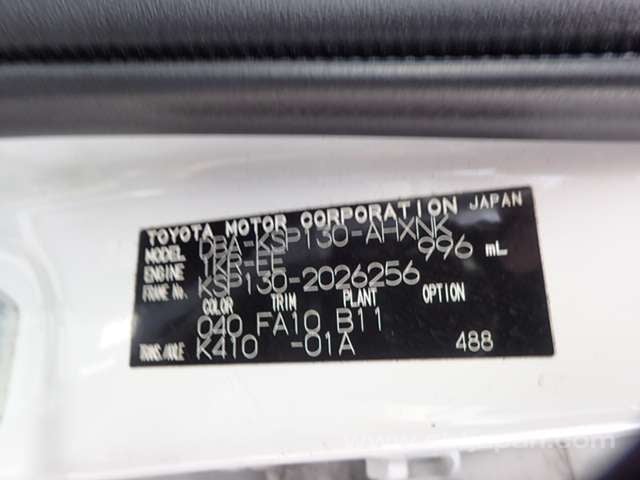 TOYOTA MOTOR CORPORATION JAPAN
MODEL DBA-KSP130-AHXNK
ENGINE 1KR-FE 996 mL
FRAME No. KSP130-2026256
COLOR TRIM PLANT OPTION
040 FA10 B11
TRANS./AXLE K410 -01A 488